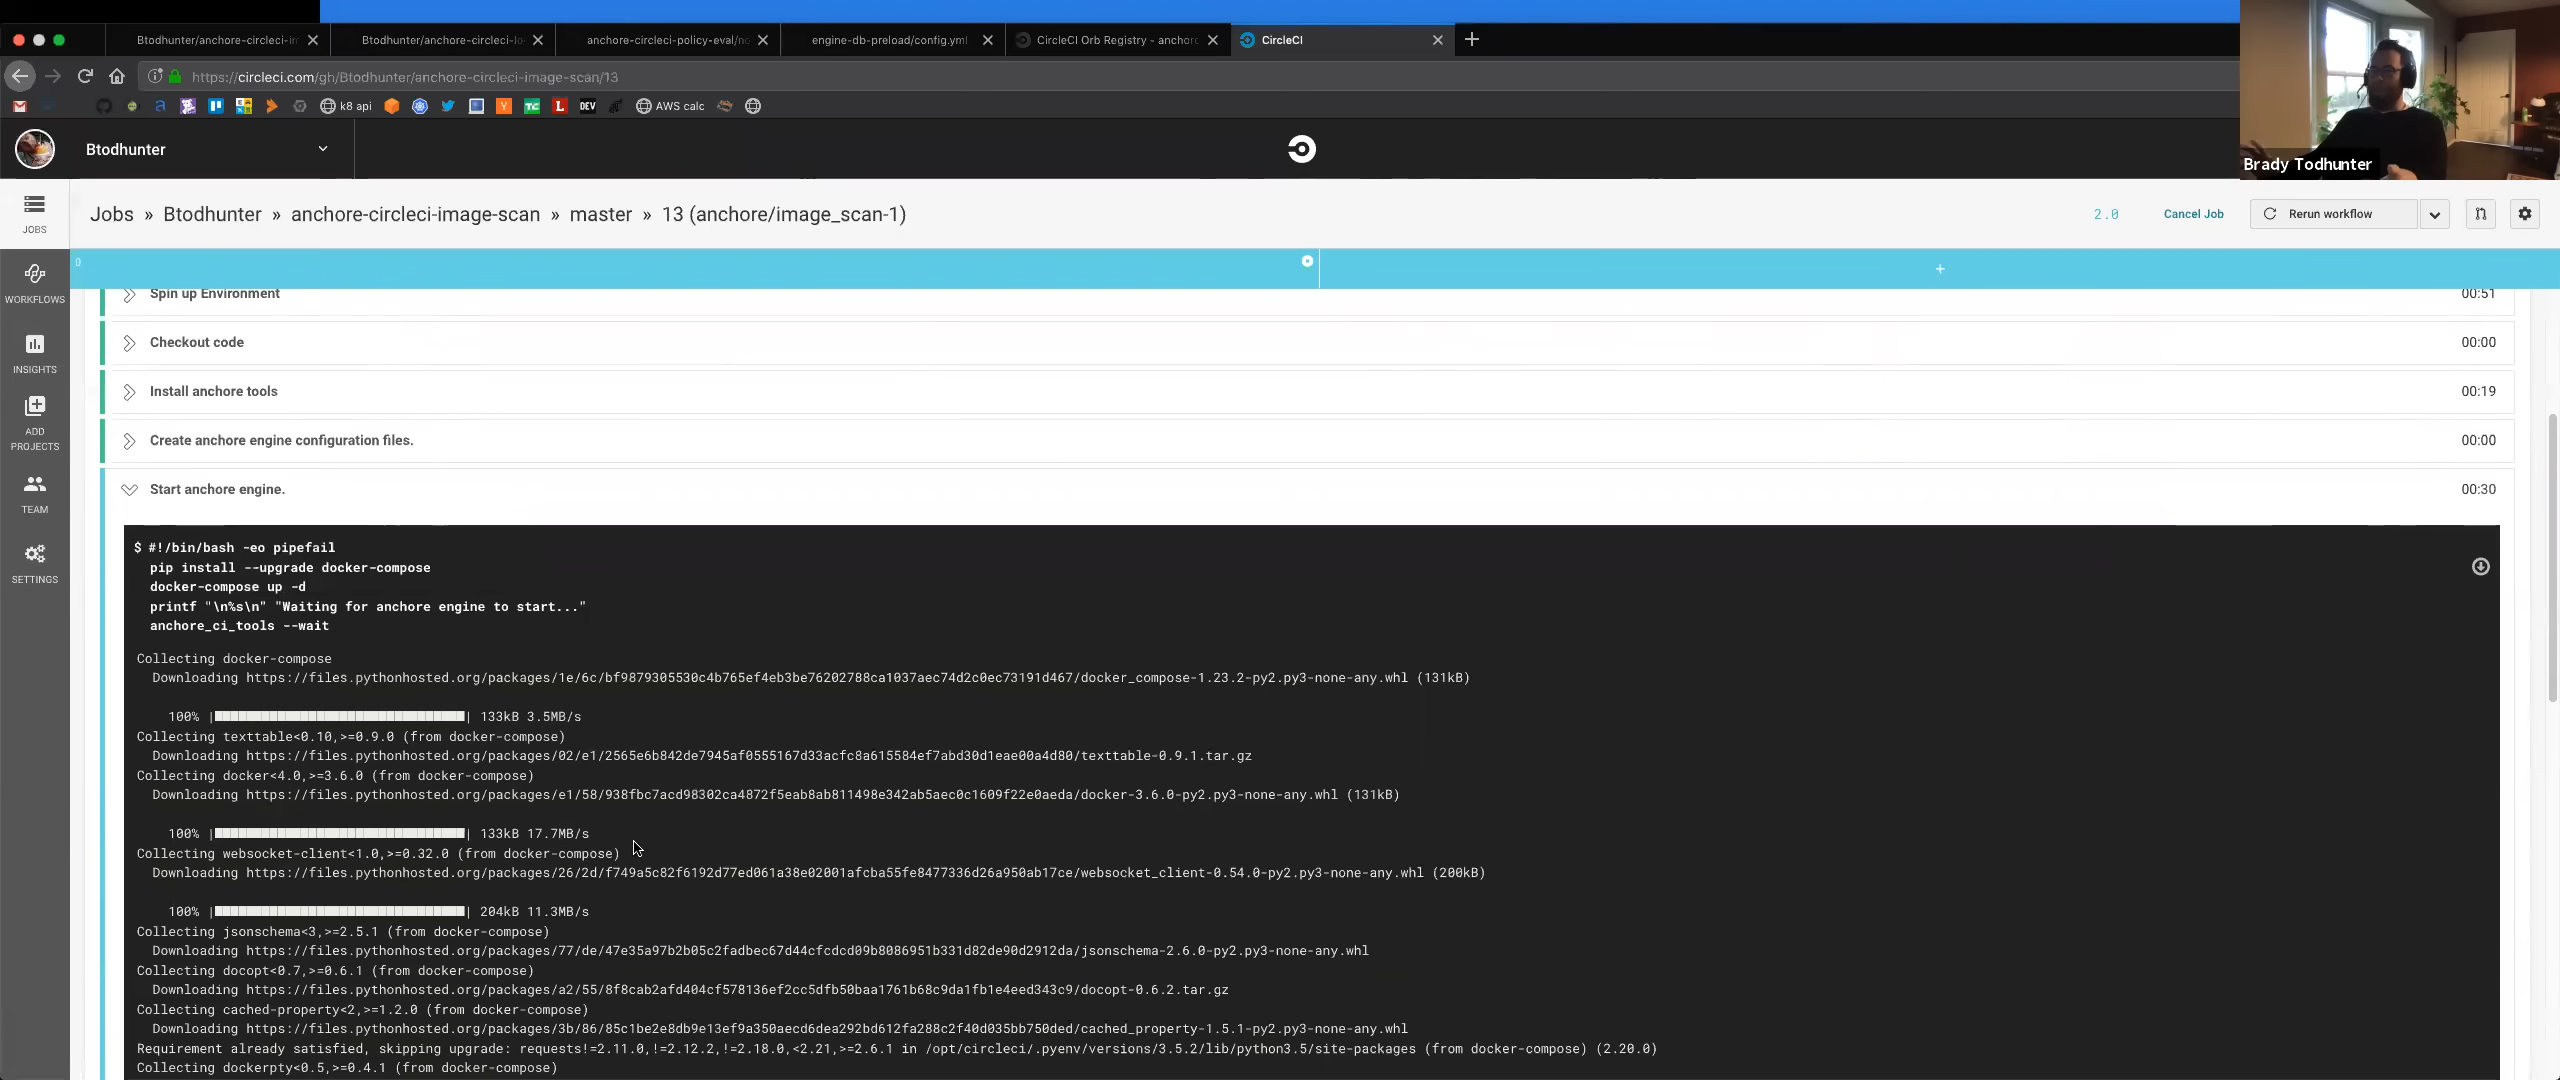 Btodhunter/anchore-circleci-in
Btodhunter/anchore-circleci-lo
anchore-circleci-policy-eval/no
engine-db-preload/config.yml
CircleCI Orb Registry - anchore
CircleCI
https://circleci.com/gh/Btodhunter/anchore-circleci-image-scan/13
k8 api
DEV
AWS calc
Btodhunter
Brady Todhunter
JOBS
Jobs » Btodhunter » anchore-circleci-image-scan » master » 13 (anchore/image_scan-1)
2.0
Cancel Job
Rerun workflow
WORKFLOWS
INSIGHTS
ADD
PROJECTS
TEAM
SETTINGS
0
+
Spin up Environment
00:51
Checkout code
00:00
Install anchore tools
00:19
Create anchore engine configuration files.
00:00
Start anchore engine.
00:30
$ #!/bin/bash -eo pipefail
pip install --upgrade docker-compose
docker-compose up -d
printf "\n%s\n" "Waiting for anchore engine to start..."
anchore_ci_tools --wait
Collecting docker-compose
Downloading https://files.pythonhosted.org/packages/1e/6c/bf9879305530c4b765ef4eb3be76202788ca1037aec74d2c0ec73191d467/docker_compose-1.23.2-py2.py3-none-any.whl (131kB)
100% |████████████████████████████████| 133kB 3.5MB/s
Collecting texttable<0.10,>=0.9.0 (from docker-compose)
Downloading https://files.pythonhosted.org/packages/02/e1/2565e6b842de7945af0555167d33acfc8a615584ef7abd30d1eae00a4d80/texttable-0.9.1.tar.gz
Collecting docker<4.0,>=3.6.0 (from docker-compose)
Downloading https://files.pythonhosted.org/packages/e1/58/938fbc7acd98302ca4872f5eab8ab811498e342ab5aec0c1609f22e0aeda/docker-3.6.0-py2.py3-none-any.whl (131kB)
100% |████████████████████████████████| 133kB 17.7MB/s
Collecting websocket-client<1.0,>=0.32.0 (from docker-compose)
Downloading https://files.pythonhosted.org/packages/26/2d/f749a5c82f6192d77ed061a38e02001afcba55fe8477336d26a950ab17ce/websocket_client-0.54.0-py2.py3-none-any.whl (200kB)
100% |████████████████████████████████| 204kB 11.3MB/s
Collecting jsonschema<3,>=2.5.1 (from docker-compose)
Downloading https://files.pythonhosted.org/packages/77/de/47e35a97b2b05c2fadbec67d44cfcdcd09b8086951b331d82de90d2912da/jsonschema-2.6.0-py2.py3-none-any.whl
Collecting docopt<0.7,>=0.6.1 (from docker-compose)
Downloading https://files.pythonhosted.org/packages/a2/55/8f8cab2afd404cf578136ef2cc5dfb50baa1761b68c9da1fb1e4eed343c9/docopt-0.6.2.tar.gz
Collecting cached-property<2,>=1.2.0 (from docker-compose)
Downloading https://files.pythonhosted.org/packages/3b/86/85c1be2e8db9e13ef9a350aecd6dea292bd612fa288c2f40d035bb750ded/cached_property-1.5.1-py2.py3-none-any.whl
Requirement already satisfied, skipping upgrade: requests!=2.11.0,!=2.12.2,!=2.18.0,<2.21,>=2.6.1 in /opt/circleci/.pyenv/versions/3.5.2/lib/python3.5/site-packages (from docker-compose) (2.20.0)
Collecting dockerpty<0.5,>=0.4.1 (from docker-compose)